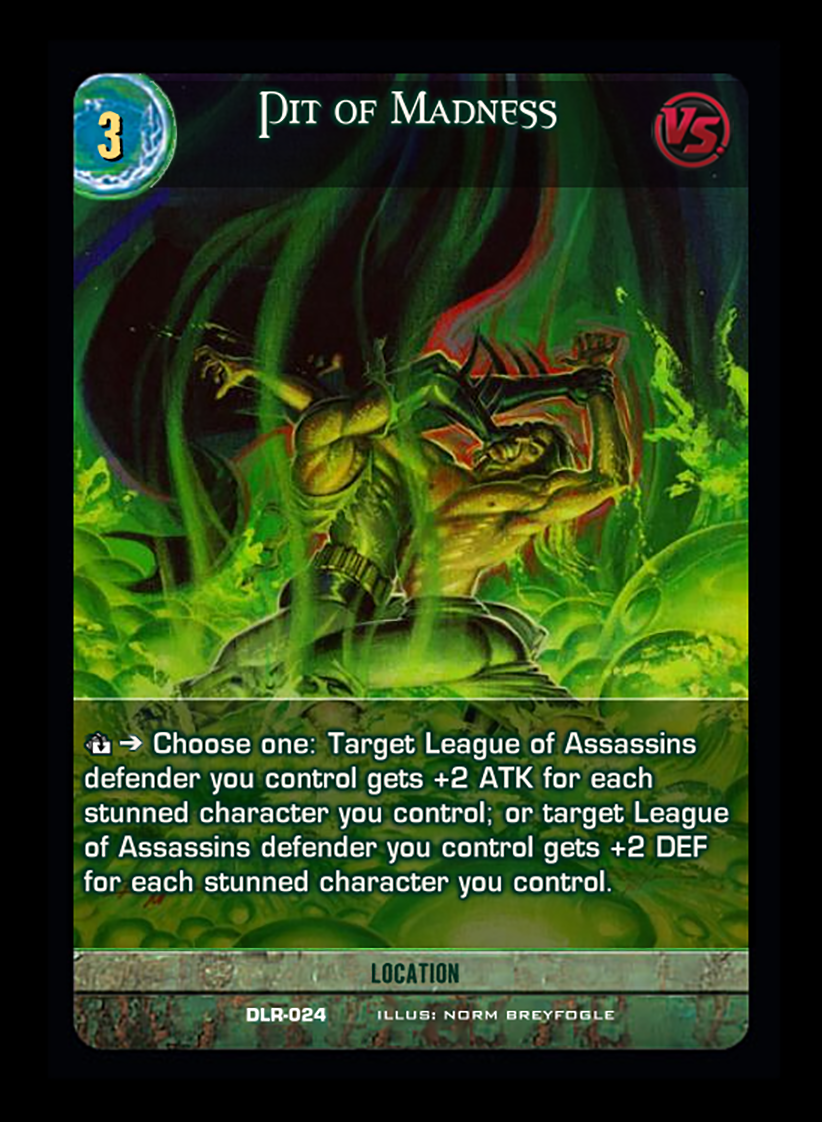 3
Pit of Madness
VS.
➔ Choose one: Target League of Assassins
defender you control gets +2 ATK for each
stunned character you control; or target League
of Assassins defender you control gets +2 DEF
for each stunned character you control.
LOCATION
DLR-024 ILLUS: NORM BREYFOGLE